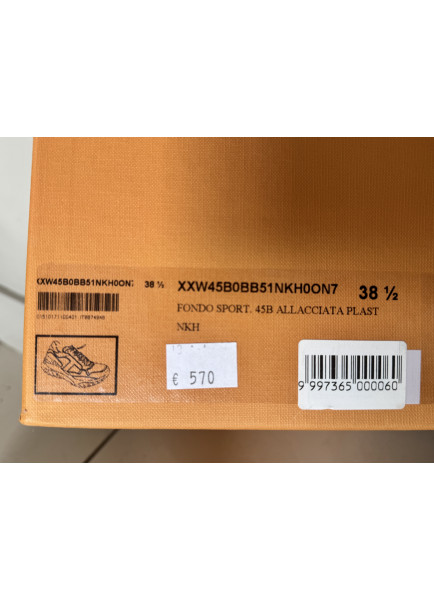 XXW45B0BB51NKH0ON7 38 ½
XXW45B0BB51NKH0ON7 38 ½
FONDO SPORT. 45B ALLACCIATA PLAST
NKH
€ 570
9 997365 000060